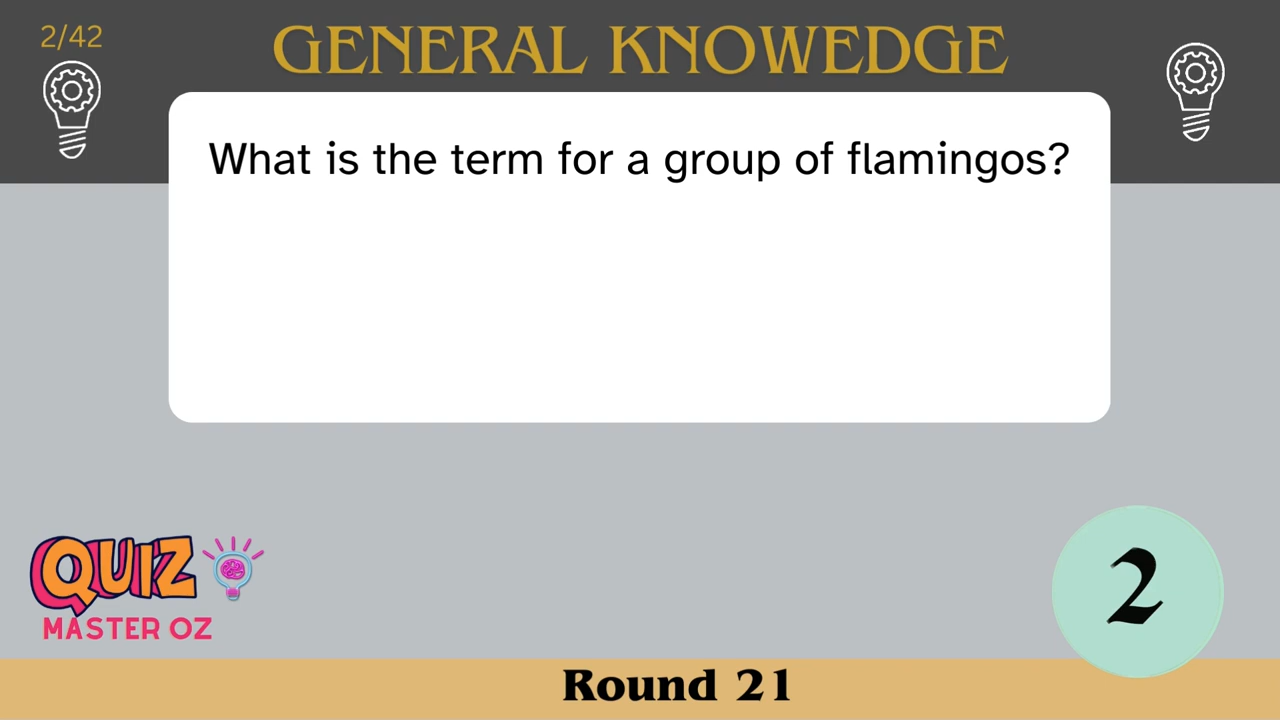 2/42
GENERAL KNOWEDGE
What is the term for a group of flamingos?
QUIZ
MASTER OZ
2
Round 21